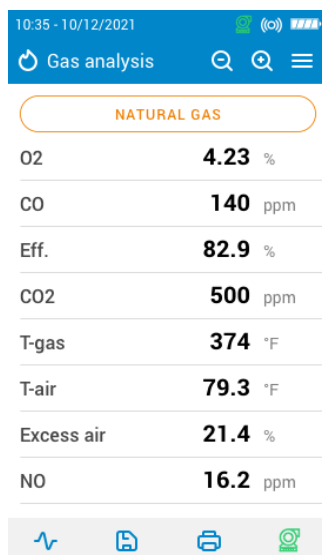 10:35 - 10/12/2021
Gas analysis
NATURAL GAS
O2 4.23 %
CO 140 ppm
Eff. 82.9 %
CO2 500 ppm
T-gas 374 °F
T-air 79.3 °F
Excess air 21.4 %
NO 16.2 ppm